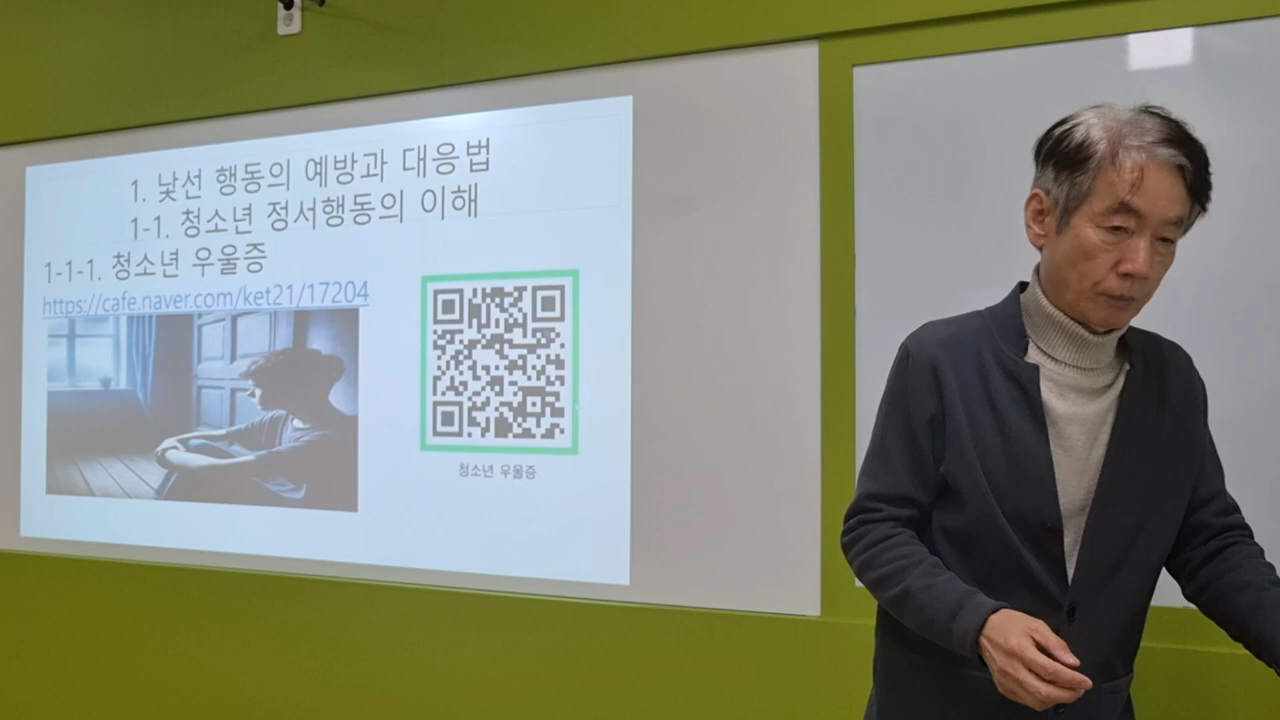 1. 낯선 행동의 예방과 대응법
1-1. 청소년 정서행동의 이해
1-1-1. 청소년 우울증
https://cafe.naver.com/ket21/17204
청소년 우울증